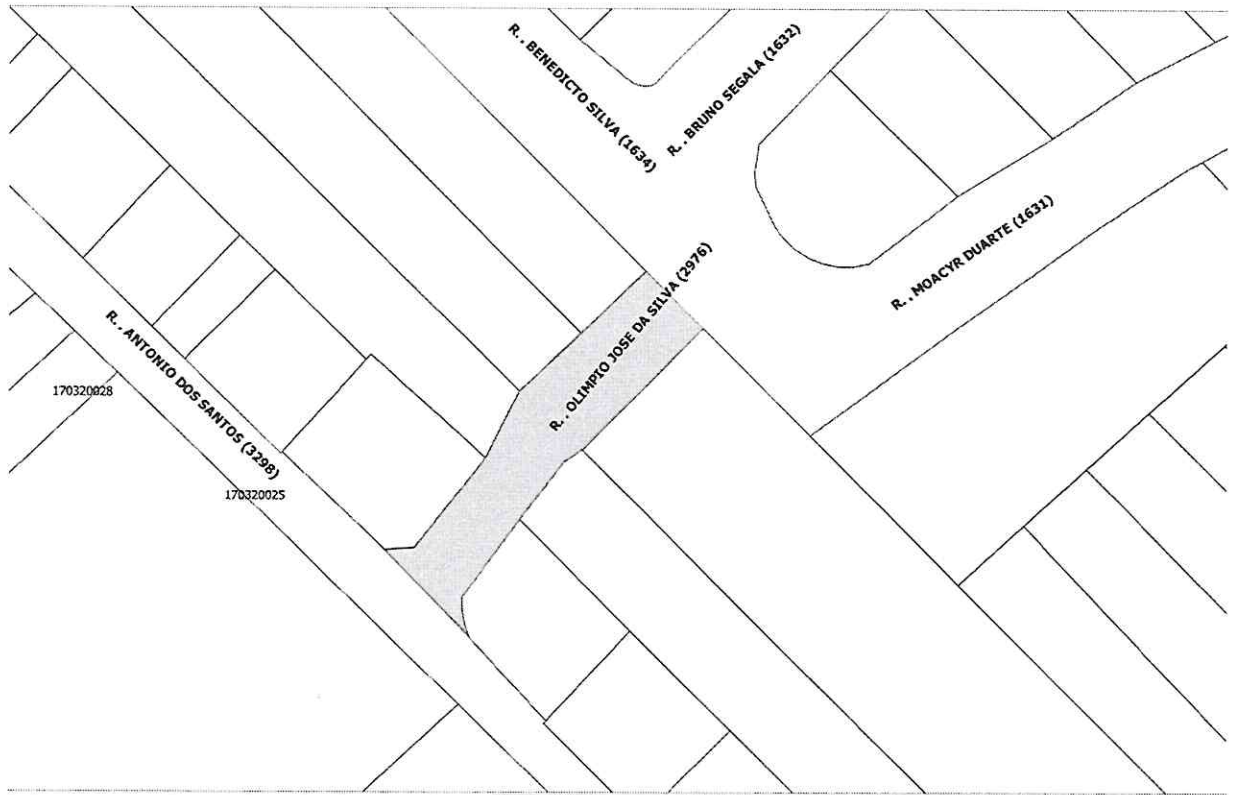 R. . BENEDICTO SILVA (1634)
R. . BRUNO SEGALA (1632)
R. . MOACYR DUARTE (1631)
R. . OLIMPIO JOSE DA SILVA (2976)
R. . ANTONIO DOS SANTOS (3298)
170320028
170320025